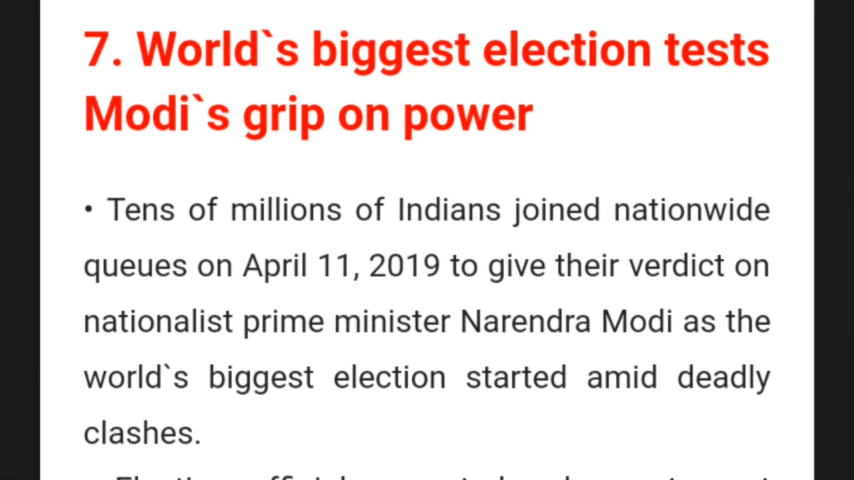 7. World`s biggest election tests
Modi`s grip on power
• Tens of millions of Indians joined nationwide
queues on April 11, 2019 to give their verdict on
nationalist prime minister Narendra Modi as the
world`s biggest election started amid deadly
clashes.